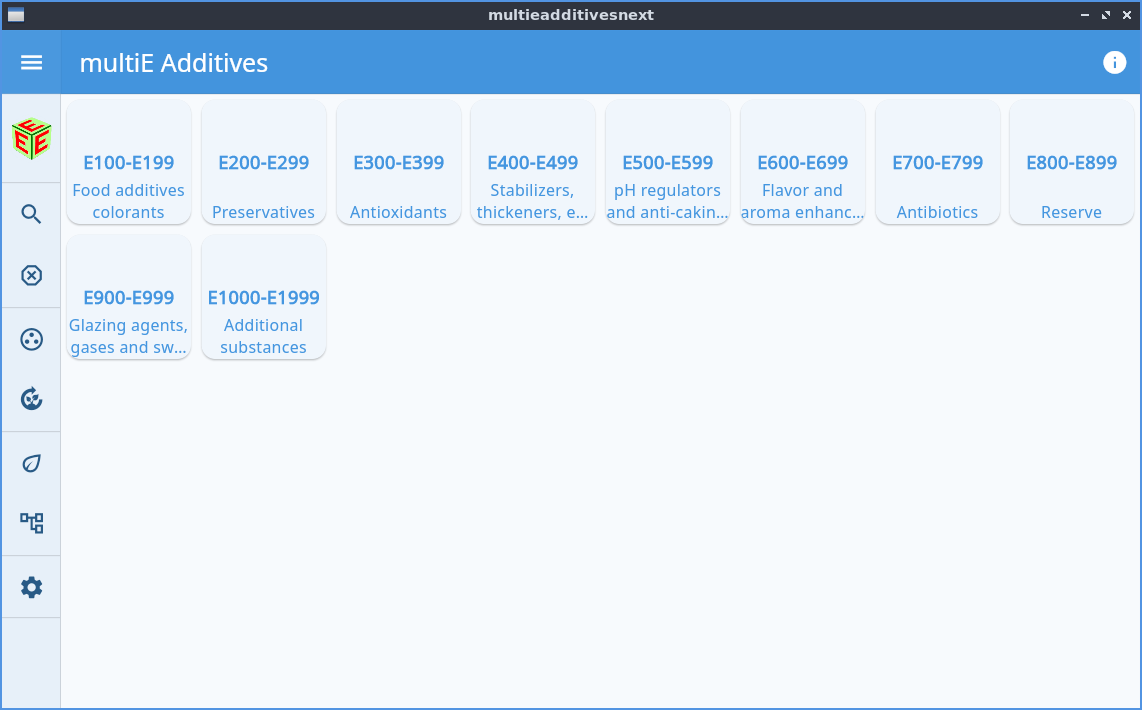 multieadditivesnext
multiE Additives
E100-E199
Food additives
colorants
E200-E299
Preservatives
E300-E399
Antioxidants
E400-E499
Stabilizers,
thickeners, e...
E500-E599
pH regulators
and anti-cakin...
E600-E699
Flavor and
aroma enhanc...
E700-E799
Antibiotics
E800-E899
Reserve
E900-E999
Glazing agents,
gases and sw...
E1000-E1999
Additional
substances
EEE